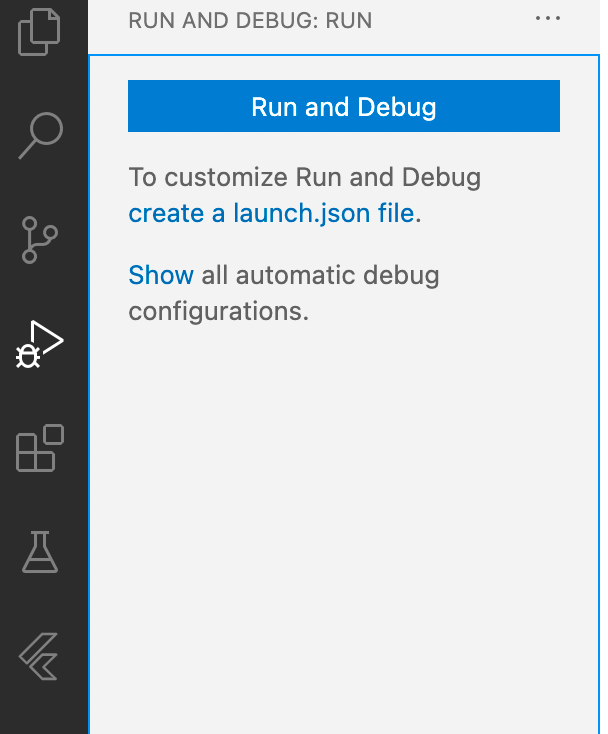 RUN AND DEBUG: RUN
Run and Debug
To customize Run and Debug
create a launch.json file.
Show all automatic debug
configurations.